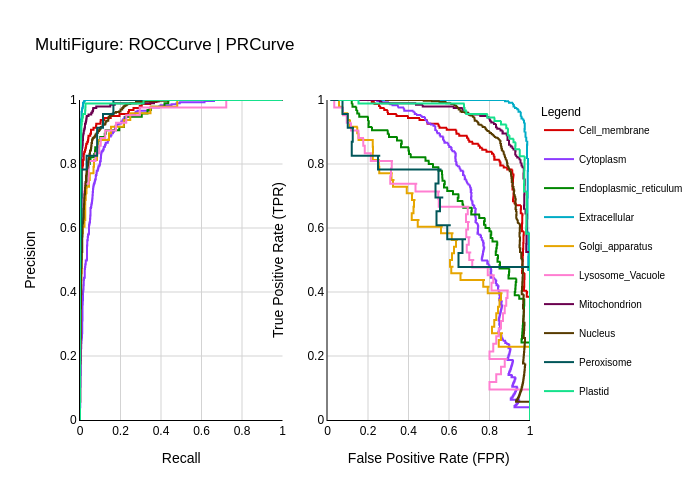 MultiFigure: ROCCurve | PRCurve
Precision
1
0.8
0.6
0.4
0.2
0
0 0.2 0.4 0.6 0.8 1
Recall
True Positive Rate (TPR)
1
0.8
0.6
0.4
0.2
0
0 0.2 0.4 0.6 0.8 1
False Positive Rate (FPR)
Legend
Cell_membrane
Cytoplasm
Endoplasmic_reticulum
Extracellular
Golgi_apparatus
Lysosome_Vacuole
Mitochondrion
Nucleus
Peroxisome
Plastid